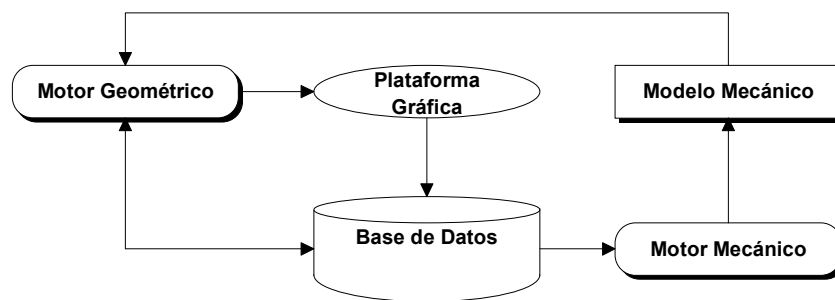 Motor Geométrico
Plataforma
Gráfica
Modelo Mecánico
Base de Datos
Motor Mecánico